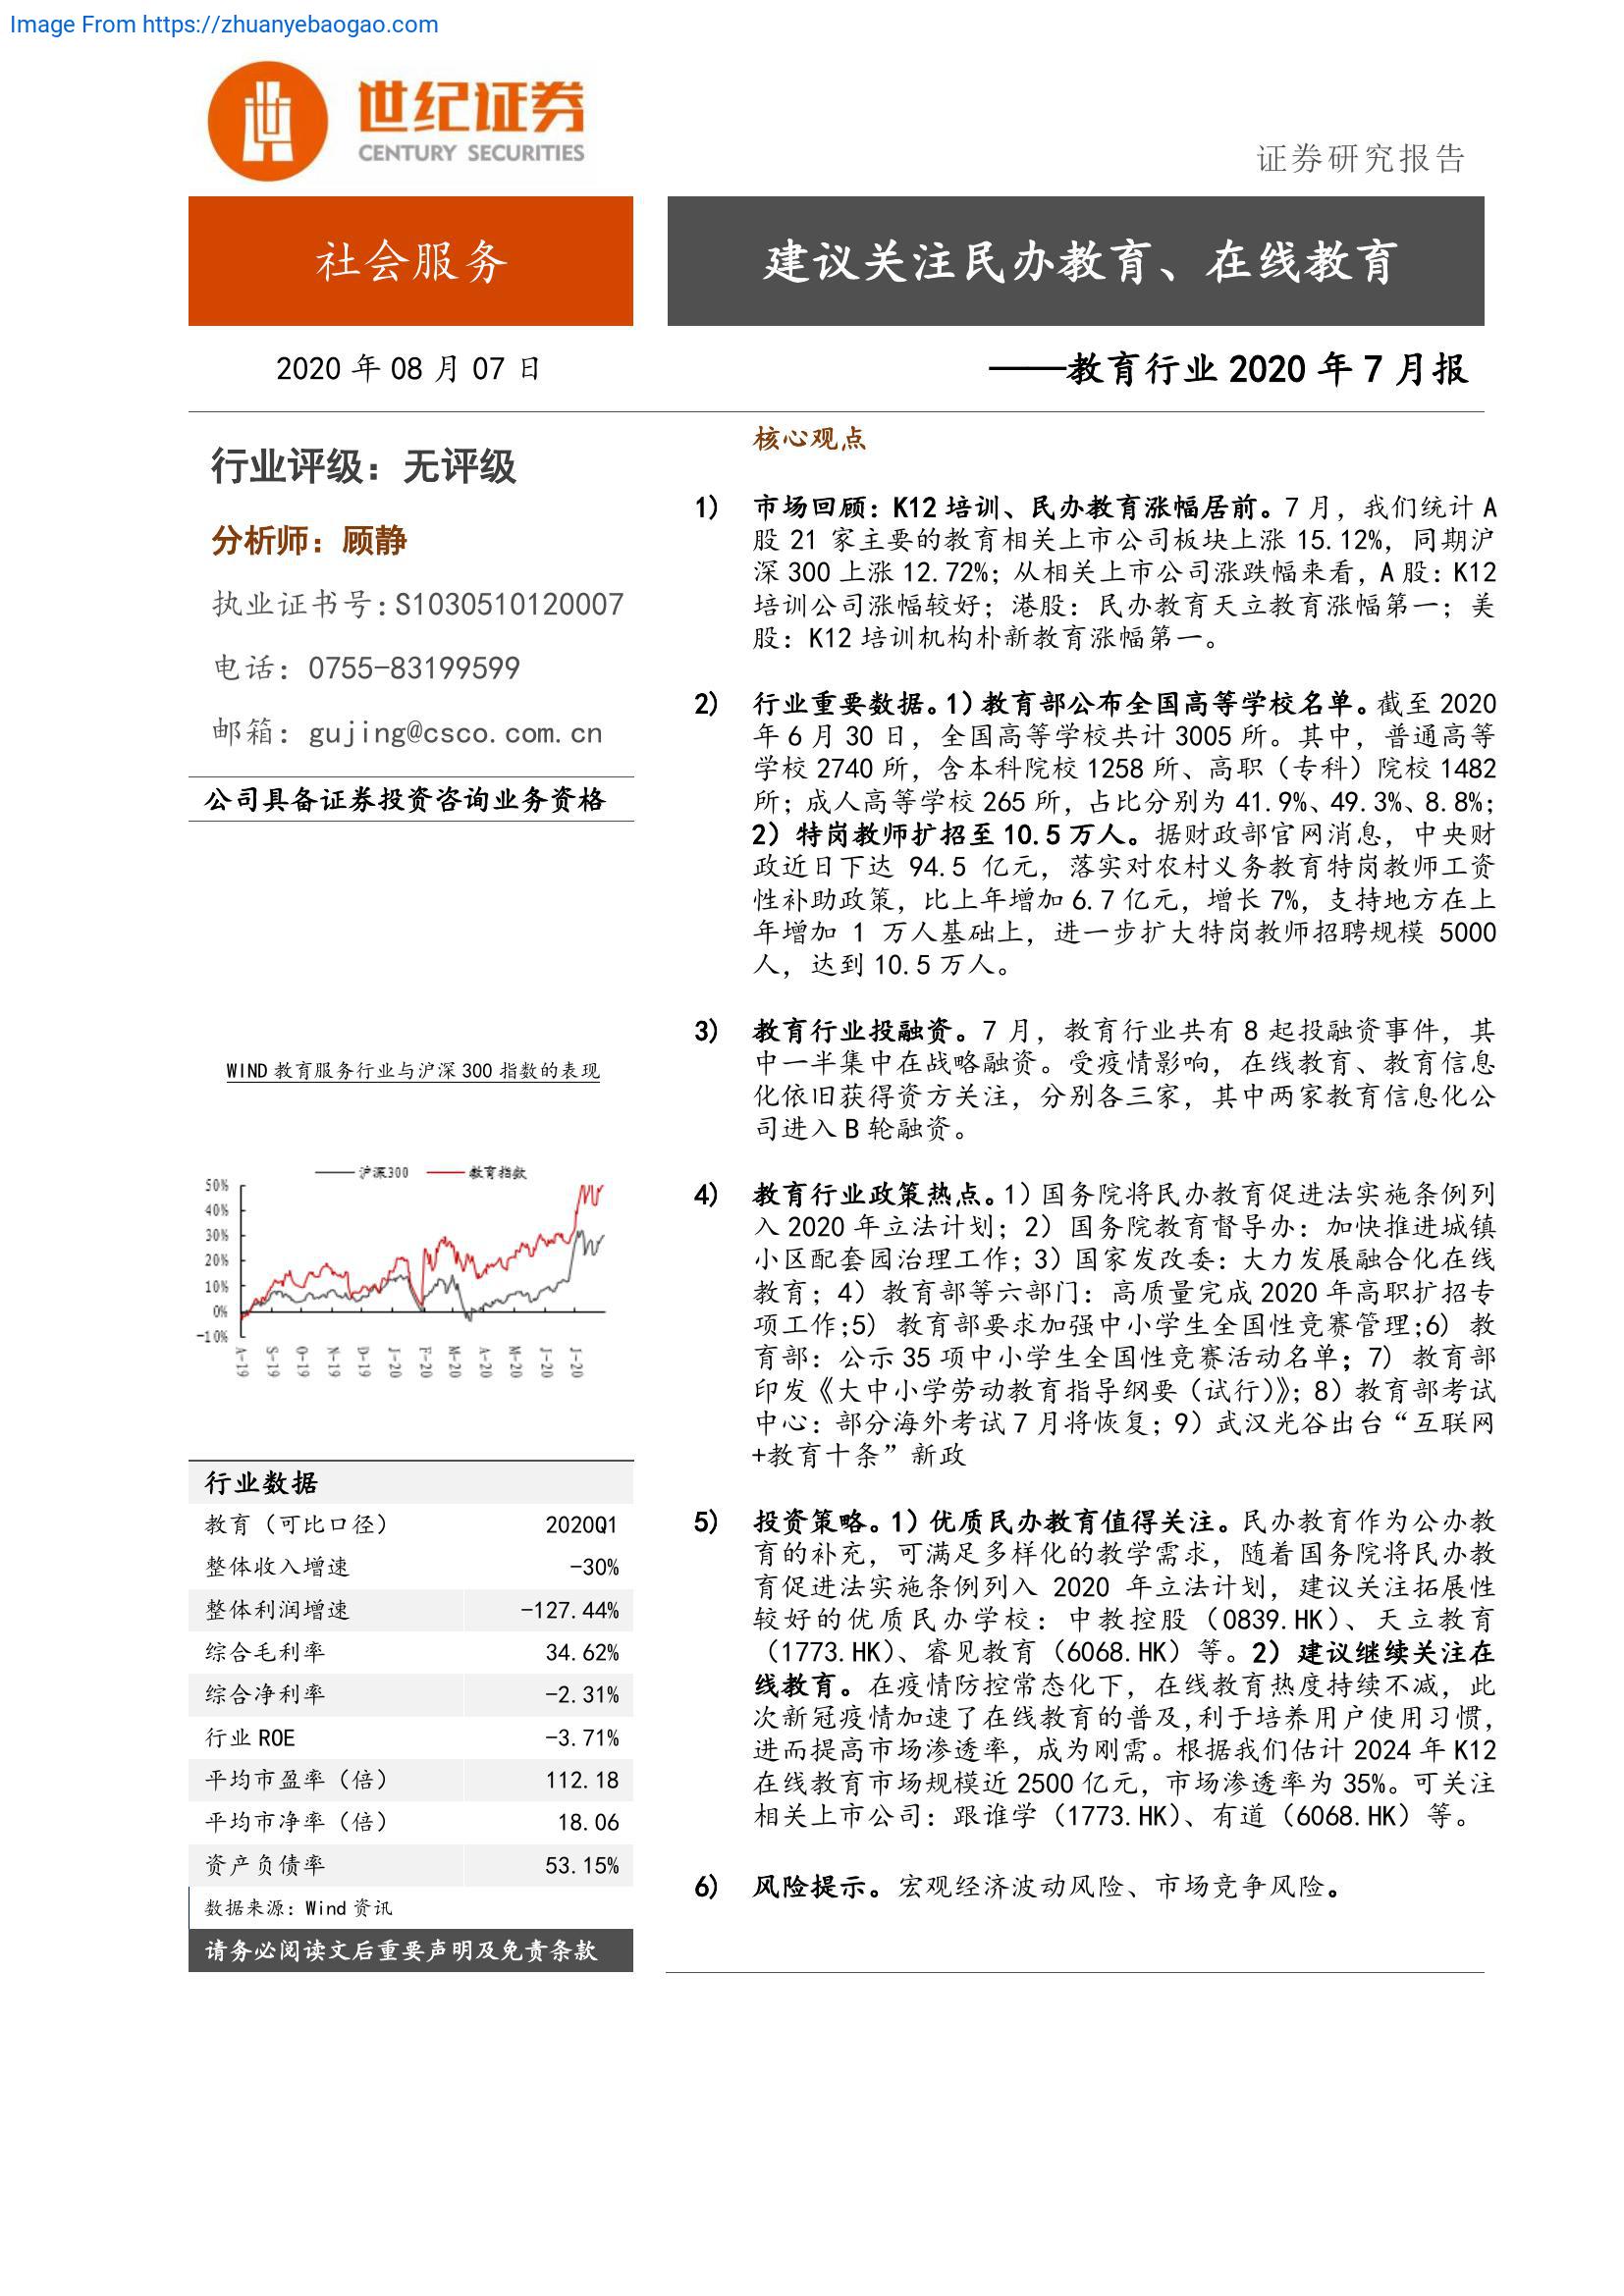 Image From https://zhuanyebaogao.com
世纪证券
CENTURY SECURITIES
证券研究报告
社会服务
建议关注民办教育、在线教育
2020 年 08 月 07 日
——教育行业 2020 年 7 月报
行业评级：无评级
分析师：顾静
执业证书号:S1030510120007
电话：0755-83199599
邮箱：gujing@csco.com.cn
公司具备证券投资咨询业务资格
WIND 教育服务行业与沪深 300 指数的表现
沪深300 教育指数
50%
40%
30%
20%
10%
0%
-10%
A-19 S-19 O-19 N-19 D-19 J-20 F-20 M-20 A-20 M-20 J-20 J-20
行业数据
教育（可比口径） 2020Q1
整体收入增速 -30%
整体利润增速 -127.44%
综合毛利率 34.62%
综合净利率 -2.31%
行业 ROE -3.71%
平均市盈率（倍） 112.18
平均市净率（倍） 18.06
资产负债率 53.15%
数据来源：Wind 资讯
请务必阅读文后重要声明及免责条款
核心观点
1) 市场回顾：K12 培训、民办教育涨幅居前。7 月，我们统计 A
股 21 家主要的教育相关上市公司板块上涨 15.12%，同期沪
深 300 上涨 12.72%；从相关上市公司涨跌幅来看，A 股：K12
培训公司涨幅较好；港股：民办教育天立教育涨幅第一；美
股：K12 培训机构朴新教育涨幅第一。
2) 行业重要数据。1）教育部公布全国高等学校名单。截至 2020
年 6 月 30 日，全国高等学校共计 3005 所。其中，普通高等
学校 2740 所，含本科院校 1258 所、高职（专科）院校 1482
所；成人高等学校 265 所，占比分别为 41.9%、49.3%、8.8%；
2）特岗教师扩招至 10.5 万人。据财政部官网消息，中央财
政近日下达 94.5 亿元，落实对农村义务教育特岗教师工资
性补助政策，比上年增加 6.7 亿元，增长 7%，支持地方在上
年增加 1 万人基础上，进一步扩大特岗教师招聘规模 5000
人，达到 10.5 万人。
3) 教育行业投融资。7 月，教育行业共有 8 起投融资事件，其
中一半集中在战略融资。受疫情影响，在线教育、教育信息
化依旧获得资方关注，分别各三家，其中两家教育信息化公
司进入 B 轮融资。
4) 教育行业政策热点。1）国务院将民办教育促进法实施条例列
入 2020 年立法计划；2）国务院教育督导办：加快推进城镇
小区配套园治理工作；3）国家发改委：大力发展融合化在线
教育；4）教育部等六部门：高质量完成 2020 年高职扩招专
项工作;5) 教育部要求加强中小学生全国性竞赛管理;6) 教
育部：公示 35 项中小学生全国性竞赛活动名单；7) 教育部
印发《大中小学劳动教育指导纲要（试行)》；8）教育部考试
中心：部分海外考试 7 月将恢复；9）武汉光谷出台“互联网
+教育十条”新政
5) 投资策略。1）优质民办教育值得关注。民办教育作为公办教
育的补充，可满足多样化的教学需求，随着国务院将民办教
育促进法实施条例列入 2020 年立法计划，建议关注拓展性
较好的优质民办学校：中教控股（0839.HK）、天立教育
（1773.HK）、睿见教育（6068.HK）等。2）建议继续关注在
线教育。在疫情防控常态化下，在线教育热度持续不减，此
次新冠疫情加速了在线教育的普及,利于培养用户使用习惯，
进而提高市场渗透率，成为刚需。根据我们估计 2024 年 K12
在线教育市场规模近 2500 亿元，市场渗透率为 35%。可关注
相关上市公司：跟谁学（1773.HK）、有道（6068.HK）等。
6) 风险提示。宏观经济波动风险、市场竞争风险。